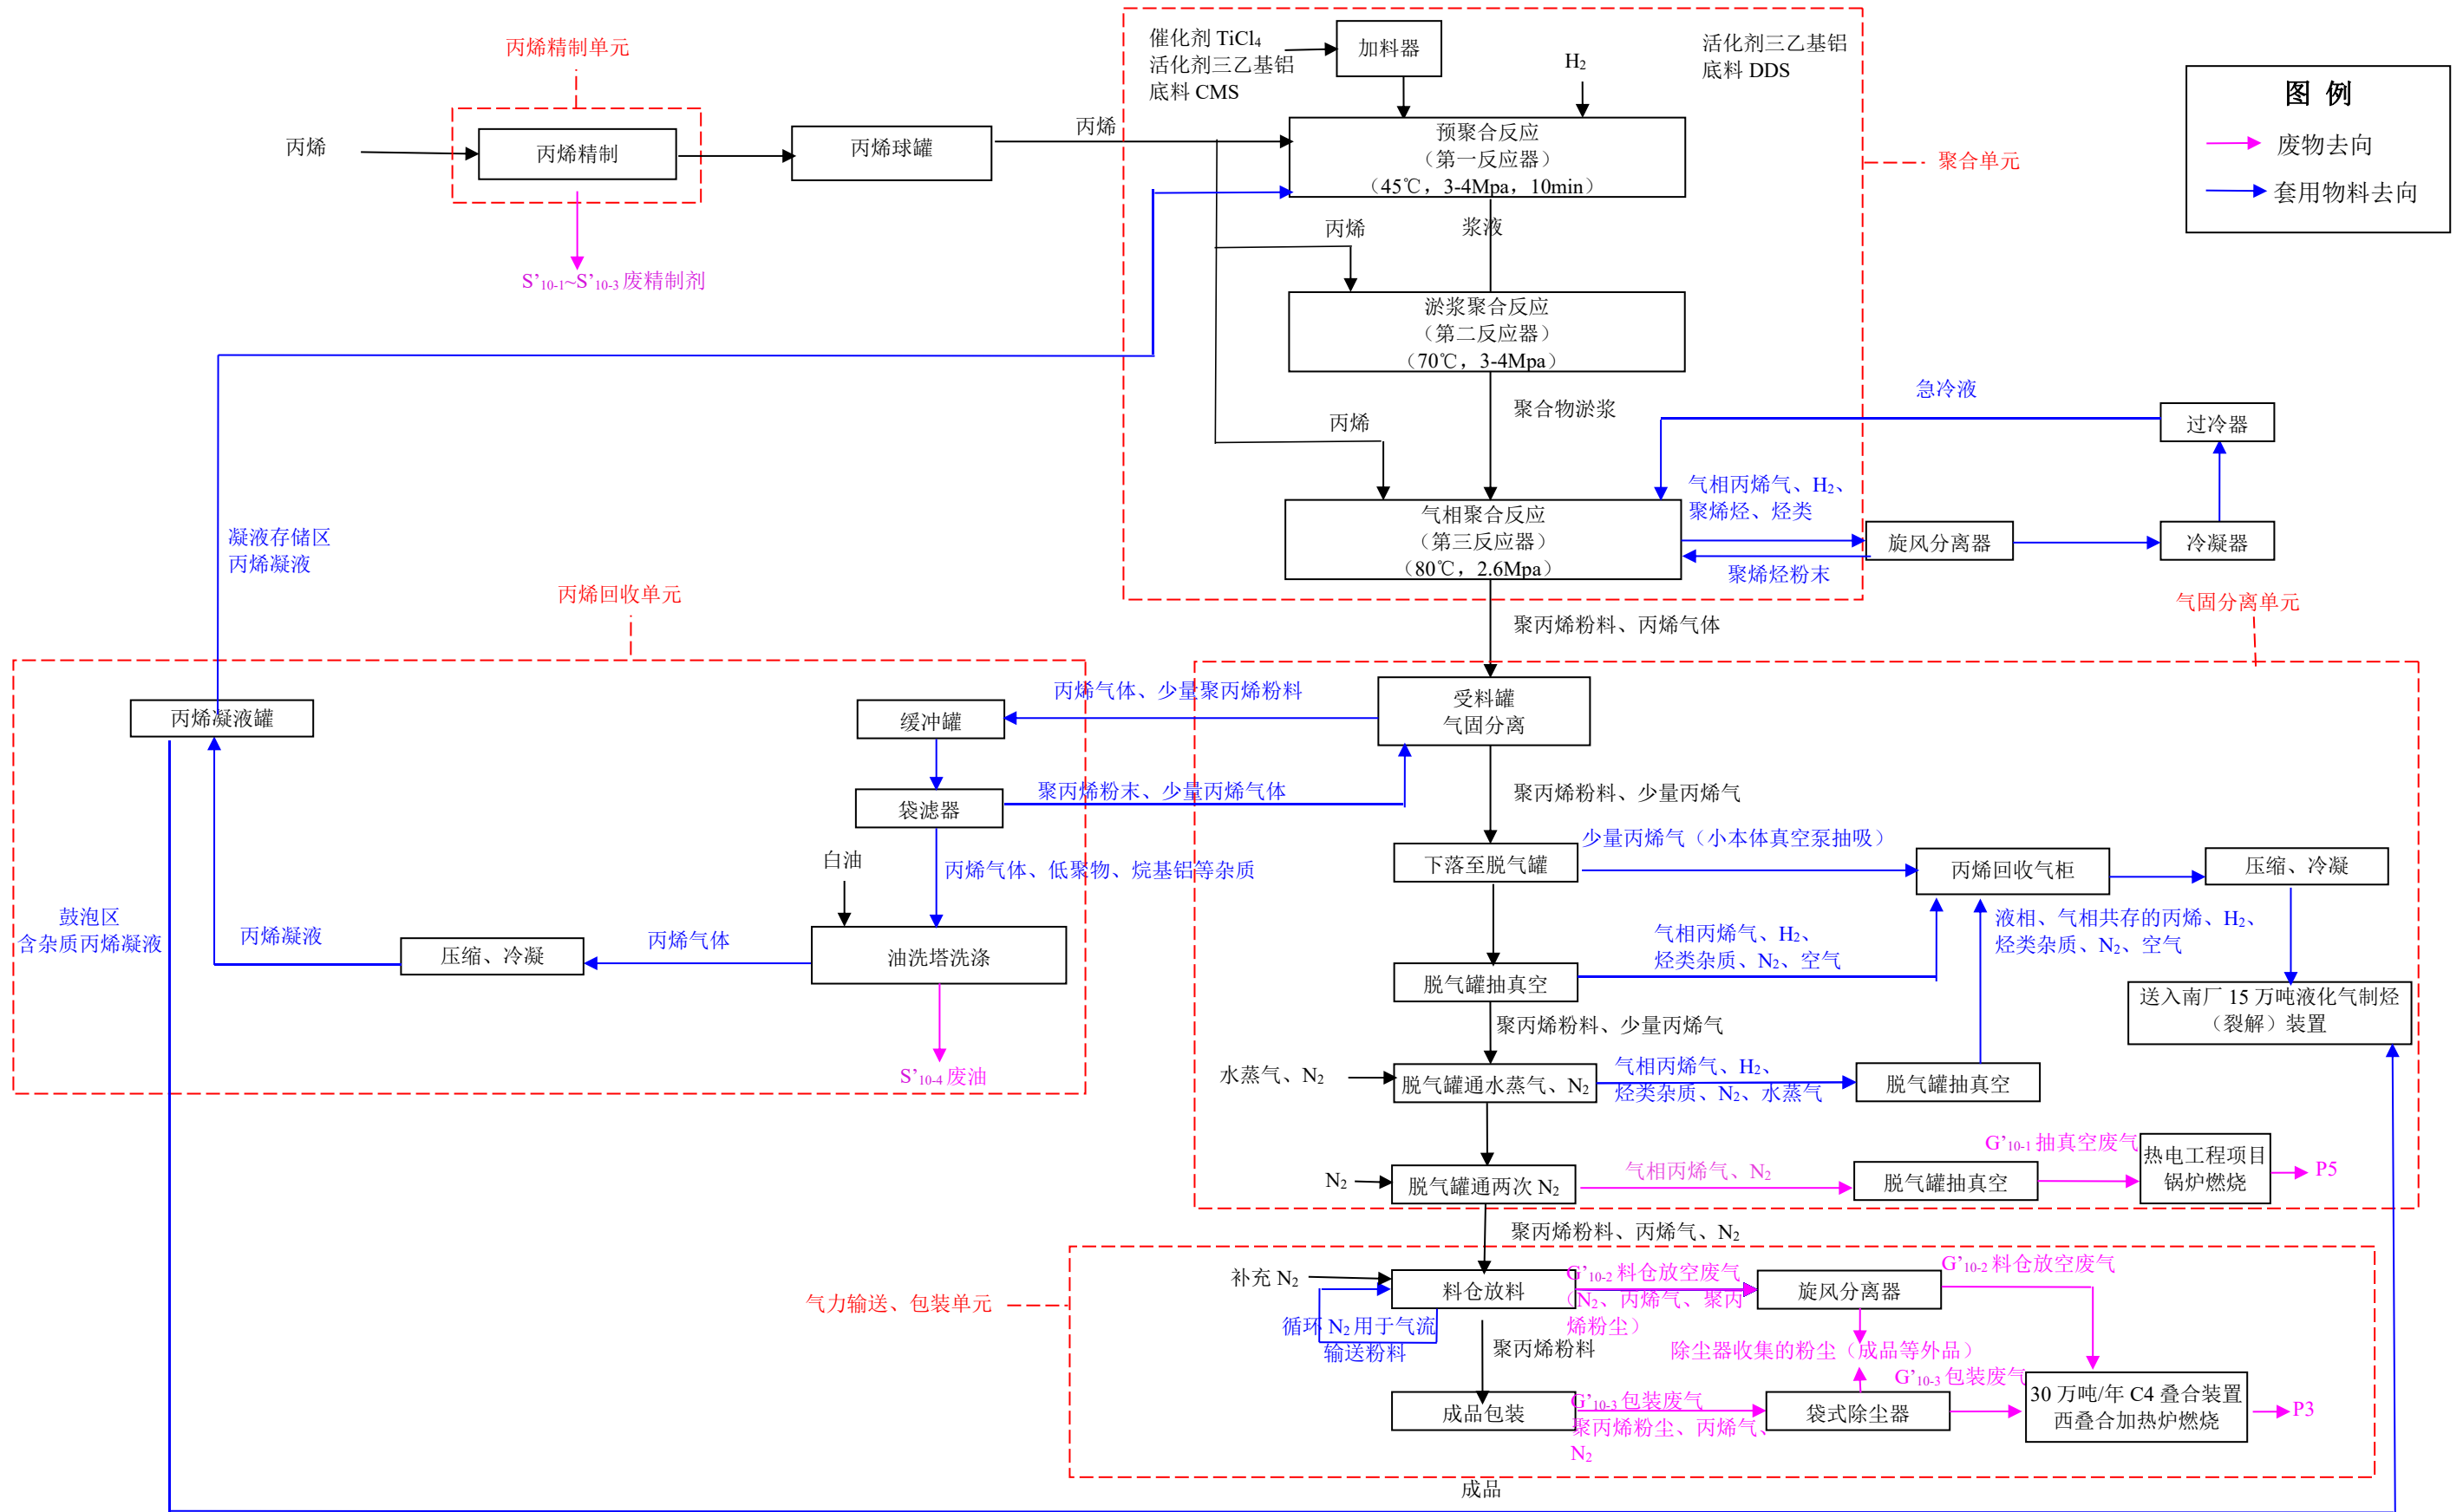 丙烯精制单元
催化剂 TiCl₄
活化剂三乙基铝
底料 CMS
加料器
H₂
活化剂三乙基铝
底料 DDS
图 例
废物去向
套用物料去向
丙烯
丙烯精制
丙烯球罐
丙烯
预聚合反应
（第一反应器）
（45℃，3-4Mpa，10min）
聚合单元
S’₁₀₋₁~S’₁₀₋₃ 废精制剂
丙烯
浆液
淤浆聚合反应
（第二反应器）
（70℃，3-4Mpa）
丙烯
聚合物淤浆
急冷液
过冷器
气相聚合反应
（第三反应器）
（80℃，2.6Mpa）
气相丙烯气、H₂、
聚烯烃、烃类
旋风分离器
冷凝器
聚烯烃粉末
凝液存储区
丙烯凝液
丙烯回收单元
聚丙烯粉料、丙烯气体
气固分离单元
丙烯凝液罐
缓冲罐
丙烯气体、少量聚丙烯粉料
受料罐
气固分离
袋滤器
聚丙烯粉末、少量丙烯气体
聚丙烯粉料、少量丙烯气
白油
丙烯气体、低聚物、烷基铝等杂质
下落至脱气罐
少量丙烯气（小本体真空泵抽吸）
丙烯回收气柜
压缩、冷凝
鼓泡区
含杂质丙烯凝液
丙烯凝液
压缩、冷凝
丙烯气体
油洗塔洗涤
气相丙烯气、H₂、
烃类杂质、N₂、空气
液相、气相共存的丙烯、H₂、
烃类杂质、N₂、空气
脱气罐抽真空
送入南厂 15 万吨液化气制烃
（裂解）装置
聚丙烯粉料、少量丙烯气
S’₁₀₋₄ 废油
水蒸气、N₂
脱气罐通水蒸气、N₂
气相丙烯气、H₂、
烃类杂质、N₂、水蒸气
脱气罐抽真空
N₂
脱气罐通两次 N₂
气相丙烯气、N₂
脱气罐抽真空
G’₁₀₋₁ 抽真空废气
热电工程项目
锅炉燃烧
P5
聚丙烯粉料、丙烯气、N₂
气力输送、包装单元
补充 N₂
料仓放料
G’₁₀₋₂ 料仓放空废气
（N₂、丙烯气、聚丙
烯粉尘）
旋风分离器
G’₁₀₋₂ 料仓放空废气
循环 N₂ 用于气流
输送粉料
聚丙烯粉料
除尘器收集的粉尘（成品等外品）
成品包装
G’₁₀₋₃ 包装废气
聚丙烯粉尘、丙烯气、
N₂
袋式除尘器
G’₁₀₋₃ 包装废气
30 万吨/年 C4 叠合装置
西叠合加热炉燃烧
P3
成品